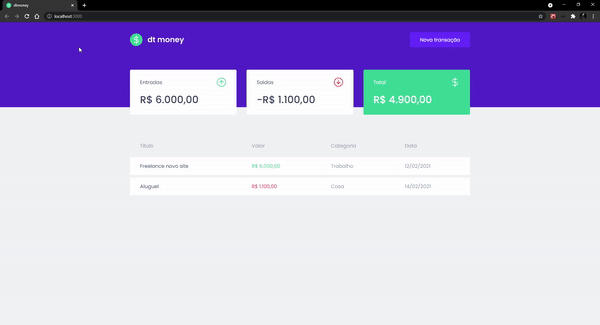 dtmoney
localhost:3000
dt money
Nova transação
Entradas
Saídas
Total
R$ 6.000,00
-R$ 1.100,00
R$ 4.900,00
Título Valor Categoria Data
Freelance novo site R$ 6.000,00 Trabalho 12/02/2021
Aluguel R$ 1.100,00 Casa 14/02/2021